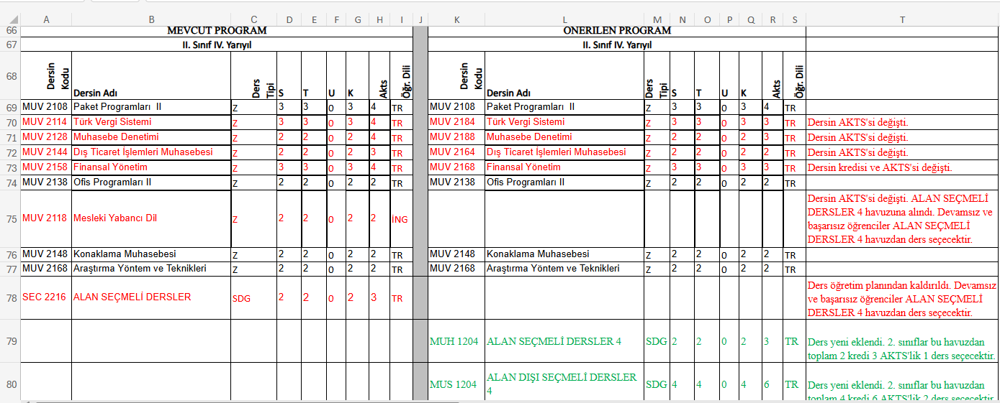 A B C D E F G H I J K L M N O P Q R S T
66 MEVCUT PROGRAM ONERILEN PROGRAM
67 II. Sınıf IV. Yarıyıl II. Sınıf IV. Yarıyıl
68 Dersin Kodu Dersin Adı Ders Tipi S T U K Akts Öğr. Dili Dersin Kodu Dersin Adı Ders Tipi S T U K Akts Öğr. Dili
69 MUV 2108 Paket Programları II Z 3 3 0 3 4 TR MUV 2108 Paket Programları II Z 3 3 0 3 4 TR
70 MUV 2114 Türk Vergi Sistemi Z 3 3 0 3 4 TR MUV 2184 Türk Vergi Sistemi Z 3 3 0 3 3 TR Dersin AKTS'si değişti.
71 MUV 2128 Muhasebe Denetimi Z 2 2 0 2 4 TR MUV 2188 Muhasebe Denetimi Z 2 2 0 2 3 TR Dersin AKTS'si değişti.
72 MUV 2144 Dış Ticaret İşlemleri Muhasebesi Z 2 2 0 2 3 TR MUV 2164 Dış Ticaret İşlemleri Muhasebesi Z 2 2 0 2 2 TR Dersin AKTS'si değişti.
73 MUV 2158 Finansal Yönetim Z 3 3 0 3 4 TR MUV 2168 Finansal Yönetim Z 3 3 0 3 3 TR Dersin kredisi ve AKTS'si değişti.
74 MUV 2138 Ofis Programları II Z 2 2 0 2 2 TR MUV 2138 Ofis Programları II Z 2 2 0 2 2 TR
75 MUV 2118 Mesleki Yabancı Dil Z 2 2 0 2 2 İNG
Dersin AKTS'si değişti. ALAN SEÇMELİ
DERSLER 4 havuzuna alındı. Devamsız ve
başarısız öğrenciler ALAN SEÇMELİ
DERSLER 4 havuzdan ders seçecektir.
76 MUV 2148 Konaklama Muhasebesi Z 2 2 0 2 2 TR MUV 2148 Konaklama Muhasebesi Z 2 2 0 2 2 TR
77 MUV 2168 Araştırma Yöntem ve Teknikleri Z 2 2 0 2 2 TR MUV 2168 Araştırma Yöntem ve Teknikleri Z 2 2 0 2 2 TR
78 SEC 2216 ALAN SEÇMELİ DERSLER SDG 2 2 0 2 3 TR
Ders öğretim planından kaldırıldı. Devamsız
ve başarısız öğrenciler ALAN SEÇMELİ
DERSLER 4 havuzdan ders seçecektir.
79 MUH 1204 ALAN SEÇMELİ DERSLER 4 SDG 2 2 0 2 3 TR
Ders yeni eklendi. 2. sınıflar bu havuzdan
toplam 2 kredi 3 AKTS'lik 1 ders seçecektir.
80 MUS 1204 ALAN DIŞI SEÇMELİ DERSLER
4 SDG 4 4 0 4 6 TR
Ders yeni eklendi. 2. sınıflar bu havuzdan
toplam 4 kredi 6 AKTS'lik 2 ders seçecektir